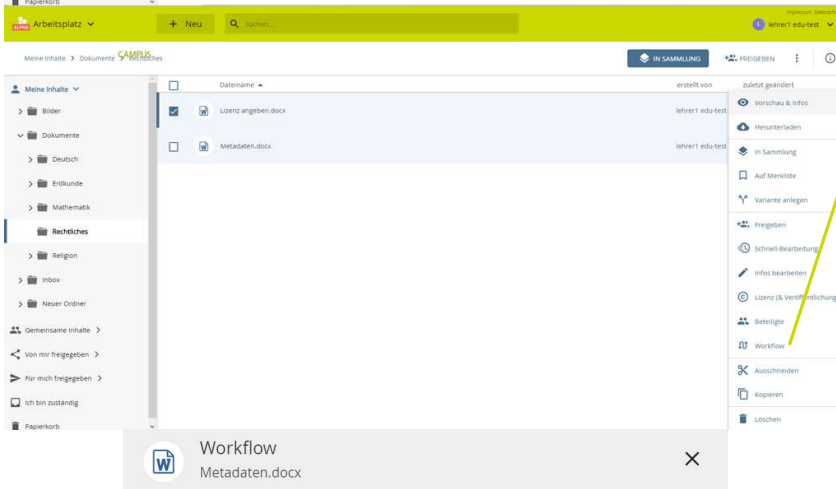 Papierkorb
Impressum Datenschu
ALPHA Arbeitsplatz + Neu Suchen... lehrer1 edu-test
CAMPUS
Meine Inhalte > Dokumente > Rechtliches IN SAMMLUNG FREIGEBEN
Meine Inhalte
Dateiname erstellt von zuletzt geändert
Bilder
Lizenz angeben.docx lehrer1 edu-test
Dokumente
Metadaten.docx lehrer1 edu-test
Deutsch
Erdkunde
Mathematik
Rechtliches
Religion
Inbox
Neuer Ordner
Gemeinsame Inhalte
Von mir freigegeben
Für mich freigegeben
Ich bin zuständig
Papierkorb
Vorschau & Infos
Herunterladen
In Sammlung
Auf Merkliste
Variante anlegen
Freigeben
Schnell-Bearbeitung
Infos bearbeiten
Lizenz (& Veröffentlichung
Beteiligte
Workflow
Ausschneiden
Kopieren
Löschen
Workflow
Metadaten.docx